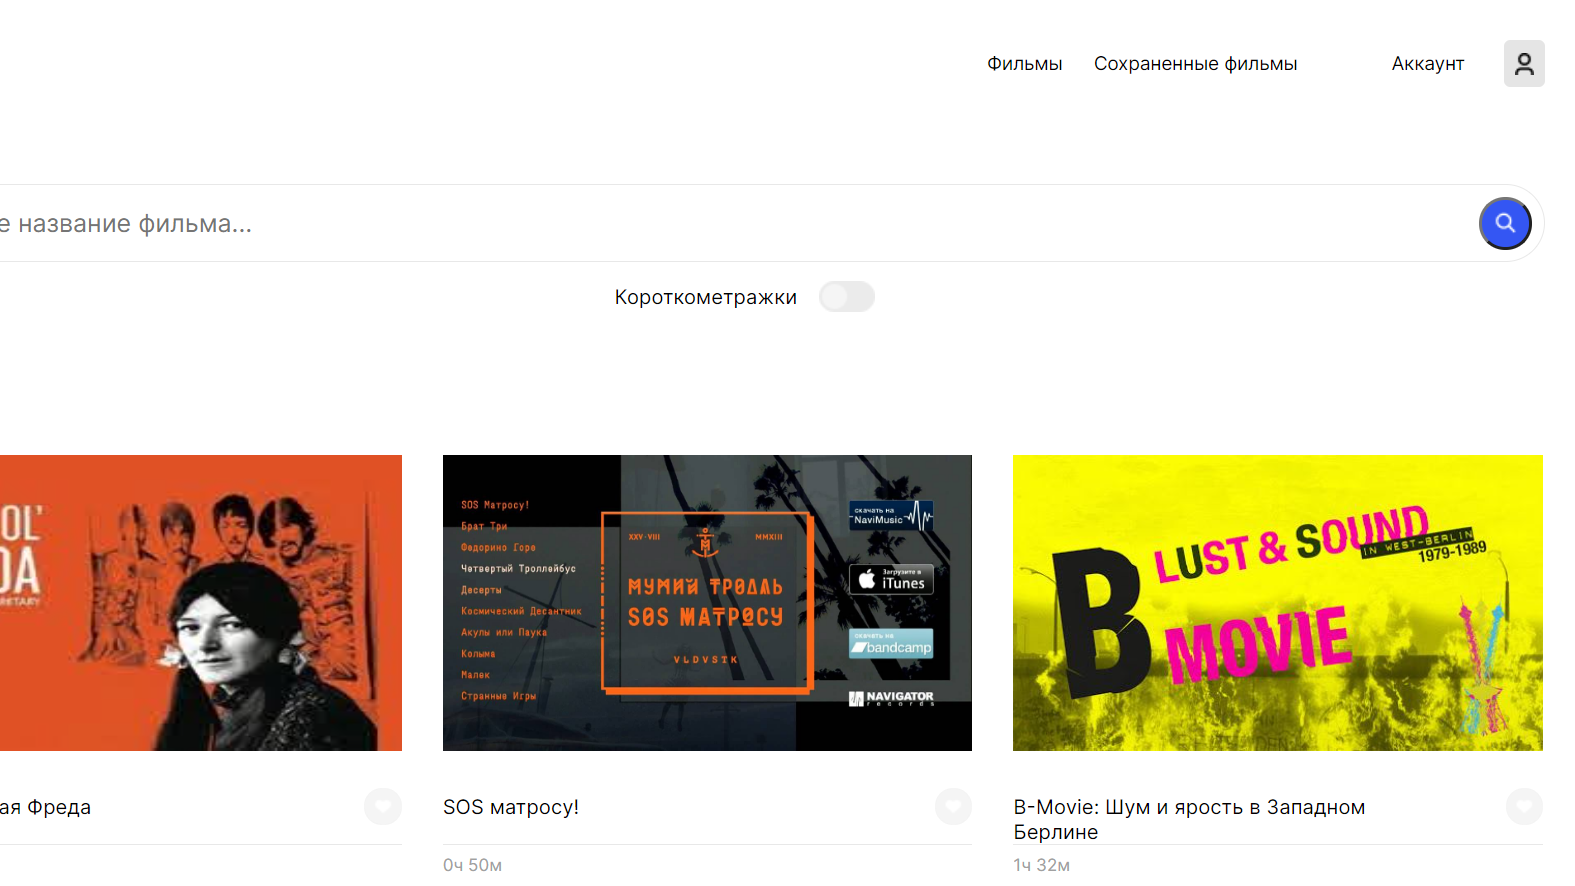 Фильмы Сохраненные фильмы Аккаунт
е название фильма...
Короткометражки
OL'
DA
RETARY
SOS Матросу!
Брат Три
Федорино Горе
Четвертый Троллейбус
Десерты
Космический Десантник
Акулы или Паука
Колыма
Малек
Странные Игры
XXV·VIII
MMXIII
МУМИЙ ТРОЛЛЬ
SOS МАТРОСУ
VLDVSTK
скачать на
NaviMusic
Загрузите в
iTunes
скачать на
bandcamp
NAVIGATOR
records
B
LUST & SOUND
IN WEST-BERLIN
1979-1989
MOVIE
ая Фреда
SOS матросу!
0ч 50м
B-Movie: Шум и ярость в Западном
Берлине
1ч 32м